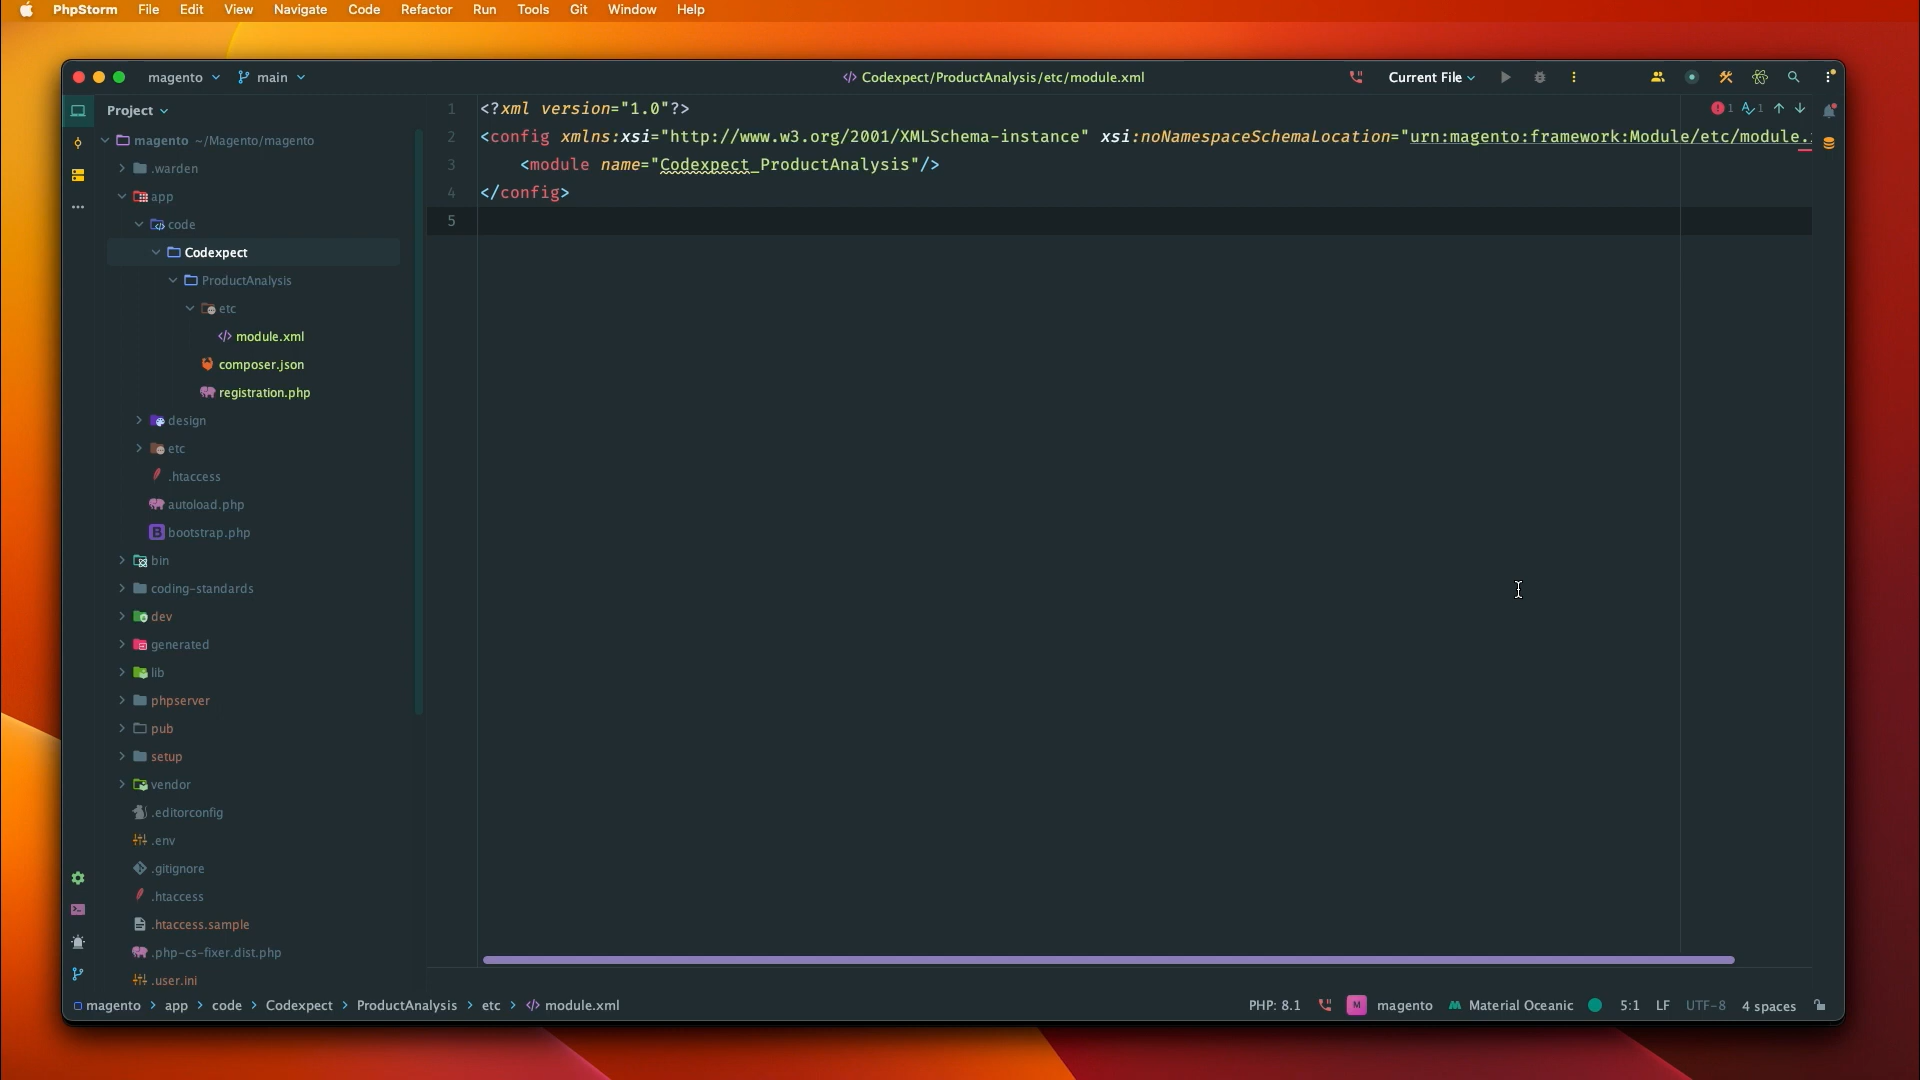 PhpStorm File Edit View Navigate Code Refactor Run Tools Git Window Help
magento main Codexpect/ProductAnalysis/etc/module.xml Current File
Project
magento ~/Magento/magento
.warden
app
code
Codexpect
ProductAnalysis
etc
module.xml
composer.json
registration.php
design
etc
.htaccess
autoload.php
bootstrap.php
bin
coding-standards
dev
generated
lib
phpserver
pub
setup
vendor
.editorconfig
.env
.gitignore
.htaccess
.htaccess.sample
.php-cs-fixer.dist.php
.user.ini
1 <?xml version="1.0"?>
1 1
2 <config xmlns:xsi="http://www.w3.org/2001/XMLSchema-instance" xsi:noNamespaceSchemaLocation="urn:magento:framework:Module/etc/module.
3 <module name="Codexpect_ProductAnalysis"/>
4 </config>
5
magento > app > code > Codexpect > ProductAnalysis > etc > module.xml
PHP: 8.1 M magento Material Oceanic 5:1 LF UTF-8 4 spaces